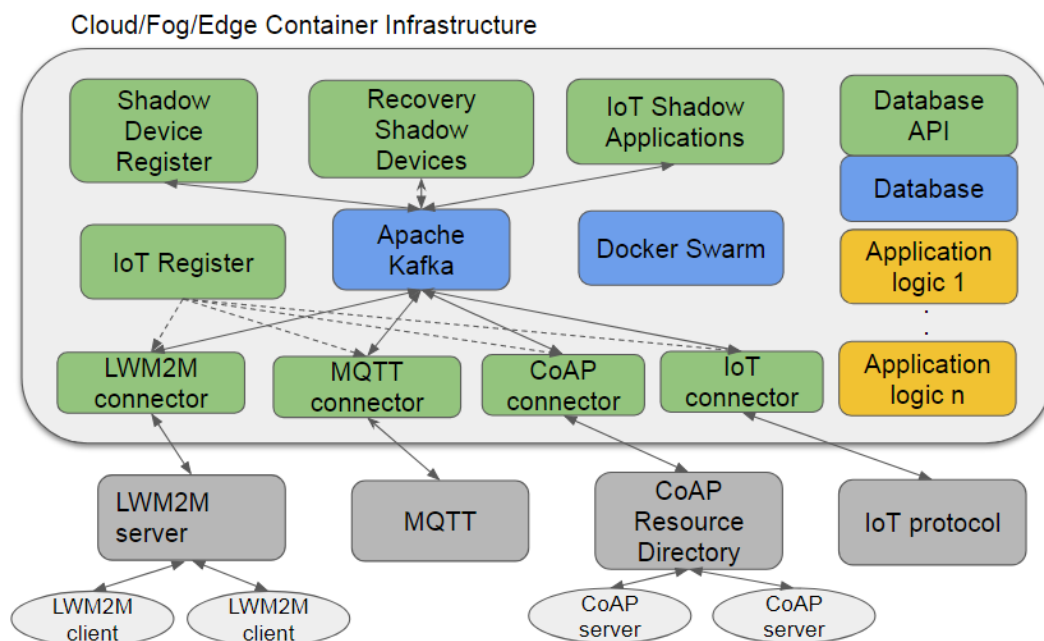 Cloud/Fog/Edge Container Infrastructure
Shadow
Device
Register
Recovery
Shadow
Devices
IoT Shadow
Applications
Database
API
Database
IoT Register
Apache
Kafka
Docker Swarm
Application
logic 1
.
.
LWM2M
connector
MQTT
connector
CoAP
connector
IoT
connector
Application
logic n
LWM2M
server
MQTT
CoAP
Resource
Directory
IoT protocol
LWM2M
client
LWM2M
client
CoAP
server
CoAP
server